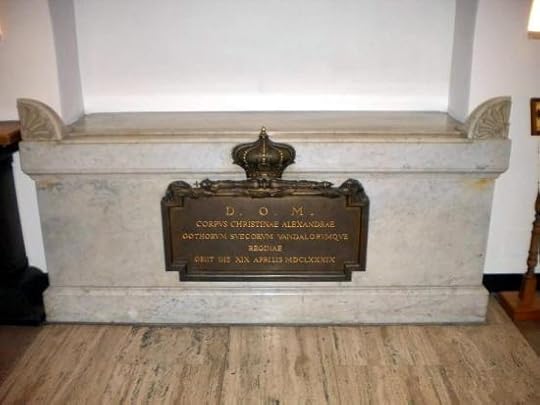 D. O. M.
CORPVS CHRISTINAE ALEXANDRAE
GOTHORVM SVECORVM VANDALORVMQVE
REGINAE
OBIIT DIE XIX APRILIS MDCLXXXIX